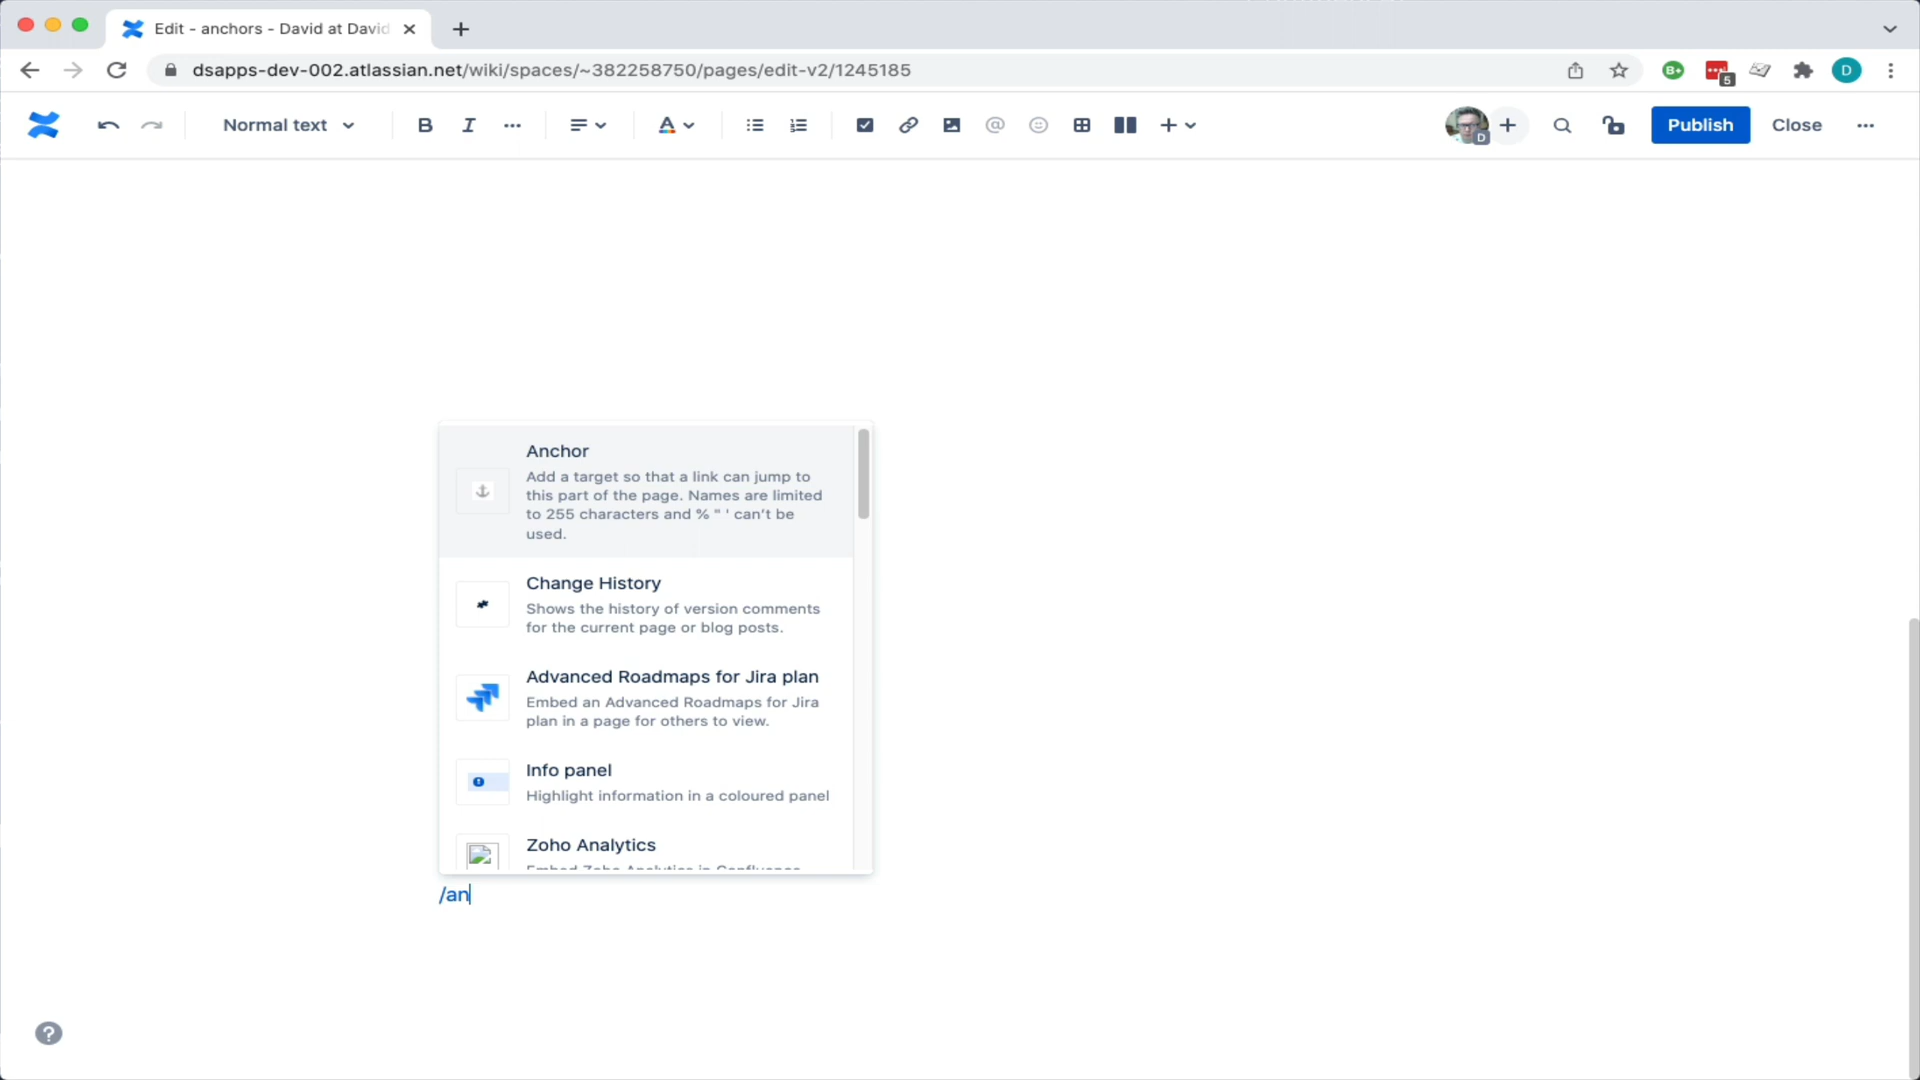 Edit - anchors - David at David
dsapps-dev-002.atlassian.net/wiki/spaces/~382258750/pages/edit-v2/1245185
B+
5
D
Normal text
B
I
A
D
Publish
Close
Anchor
Add a target so that a link can jump to
this part of the page. Names are limited
to 255 characters and % " ' can't be
used.
Change History
Shows the history of version comments
for the current page or blog posts.
Advanced Roadmaps for Jira plan
Embed an Advanced Roadmaps for Jira
plan in a page for others to view.
Info panel
Highlight information in a coloured panel
Zoho Analytics
Embed Zoho Analytics in Confluence
/an
?